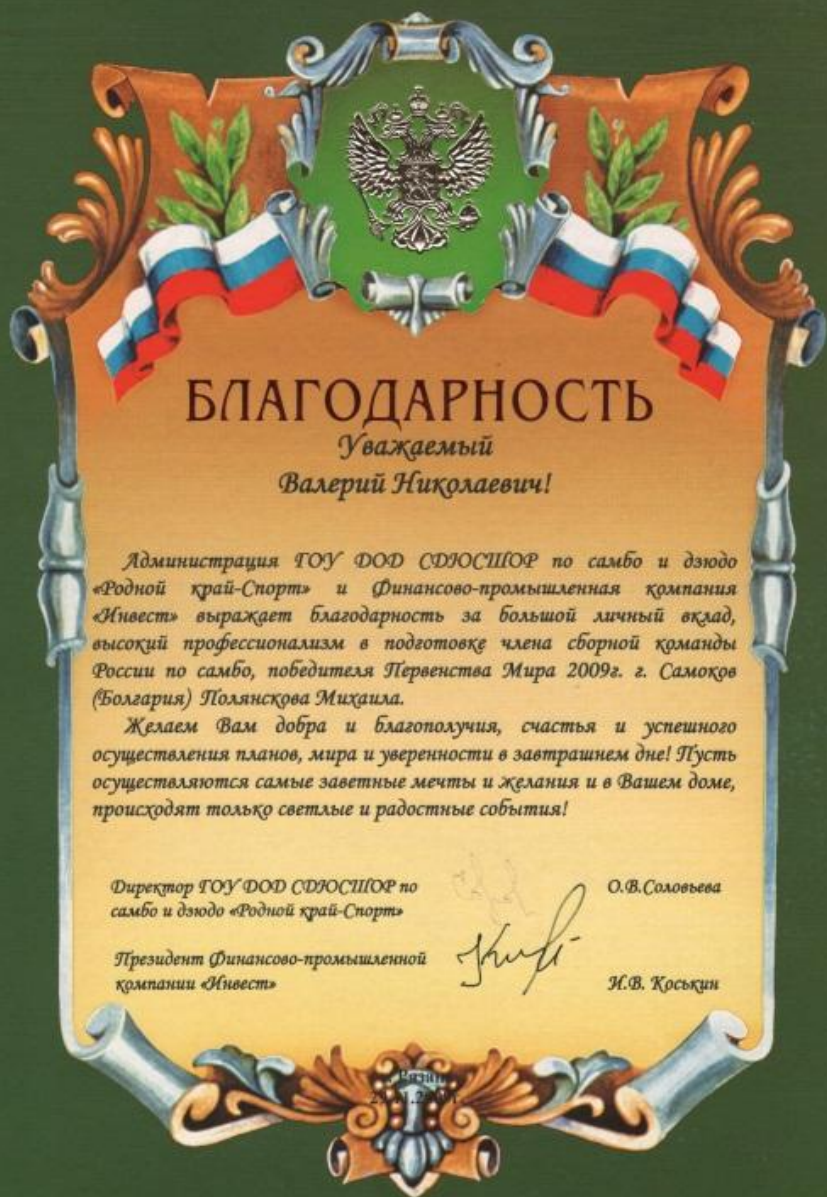 БЛАГОДАРНОСТЬ
Уважаемый
Валерий Николаевич!
Администрация ГОУ ДОД СДЮСШОР по самбо и дзюдо
«Родной край-Спорт» и Финансово-промышленная компания
«Инвест» выражает благодарность за большой личный вклад,
высокий профессионализм в подготовке члена сборной команды
России по самбо, победителя Первенства Мира 2009г. г. Самоков
(Болгария) Полянскова Михаила.
Желаем Вам добра и благополучия, счастья и успешного
осуществления планов, мира и уверенности в завтрашнем дне! Пусть
осуществляются самые заветные мечты и желания и в Вашем доме,
происходят только светлые и радостные события!
Директор ГОУ ДОД СДЮСШОР по
самбо и дзюдо «Родной край-Спорт»
О.В.Соловьева
Президент Финансово-промышленной
компании «Инвест»
И.В. Коськин